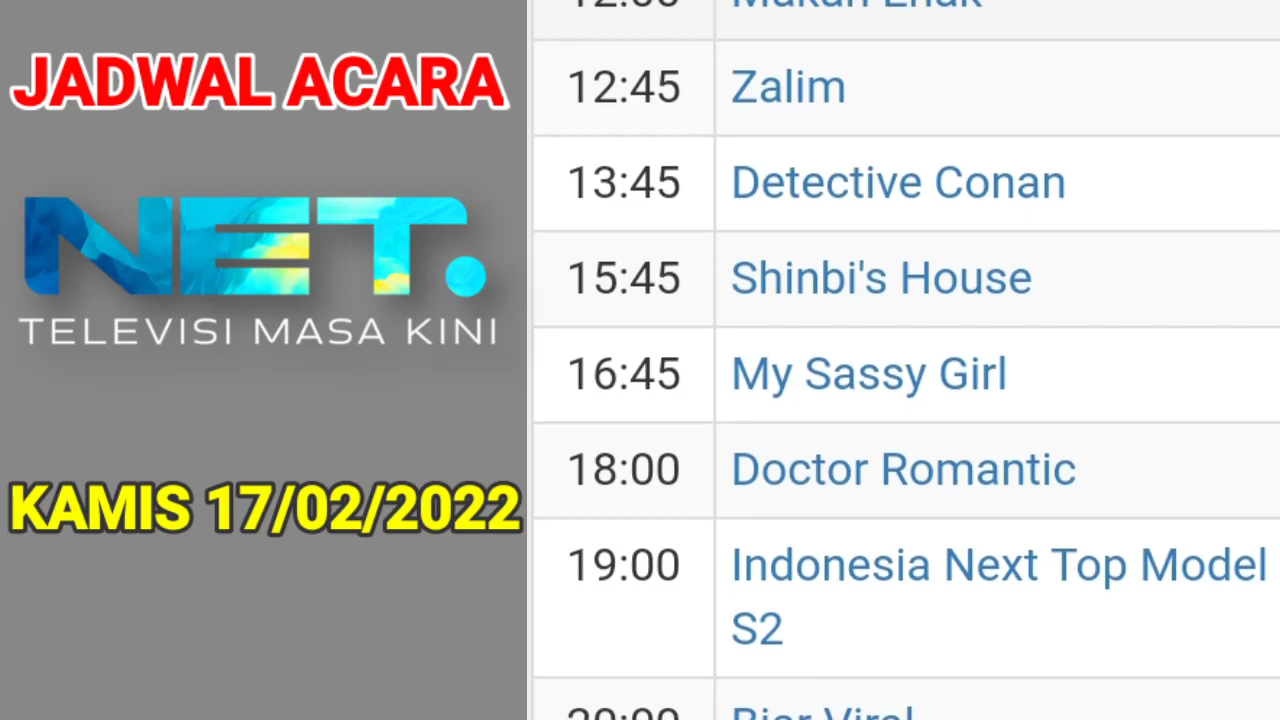 JADWAL ACARA
NET.
TELEVISI MASA KINI
KAMIS 17/02/2022
12:45 Zalim
13:45 Detective Conan
15:45 Shinbi's House
16:45 My Sassy Girl
18:00 Doctor Romantic
19:00 Indonesia Next Top Model
S2